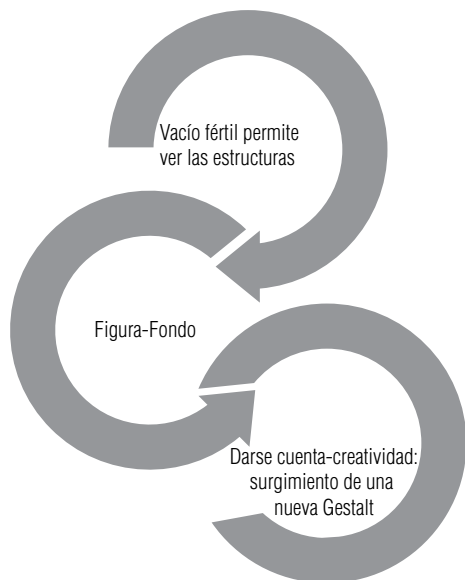 Vacío fértil permite
ver las estructuras
Figura-Fondo
Darse cuenta-creatividad:
surgimiento de una
nueva Gestalt